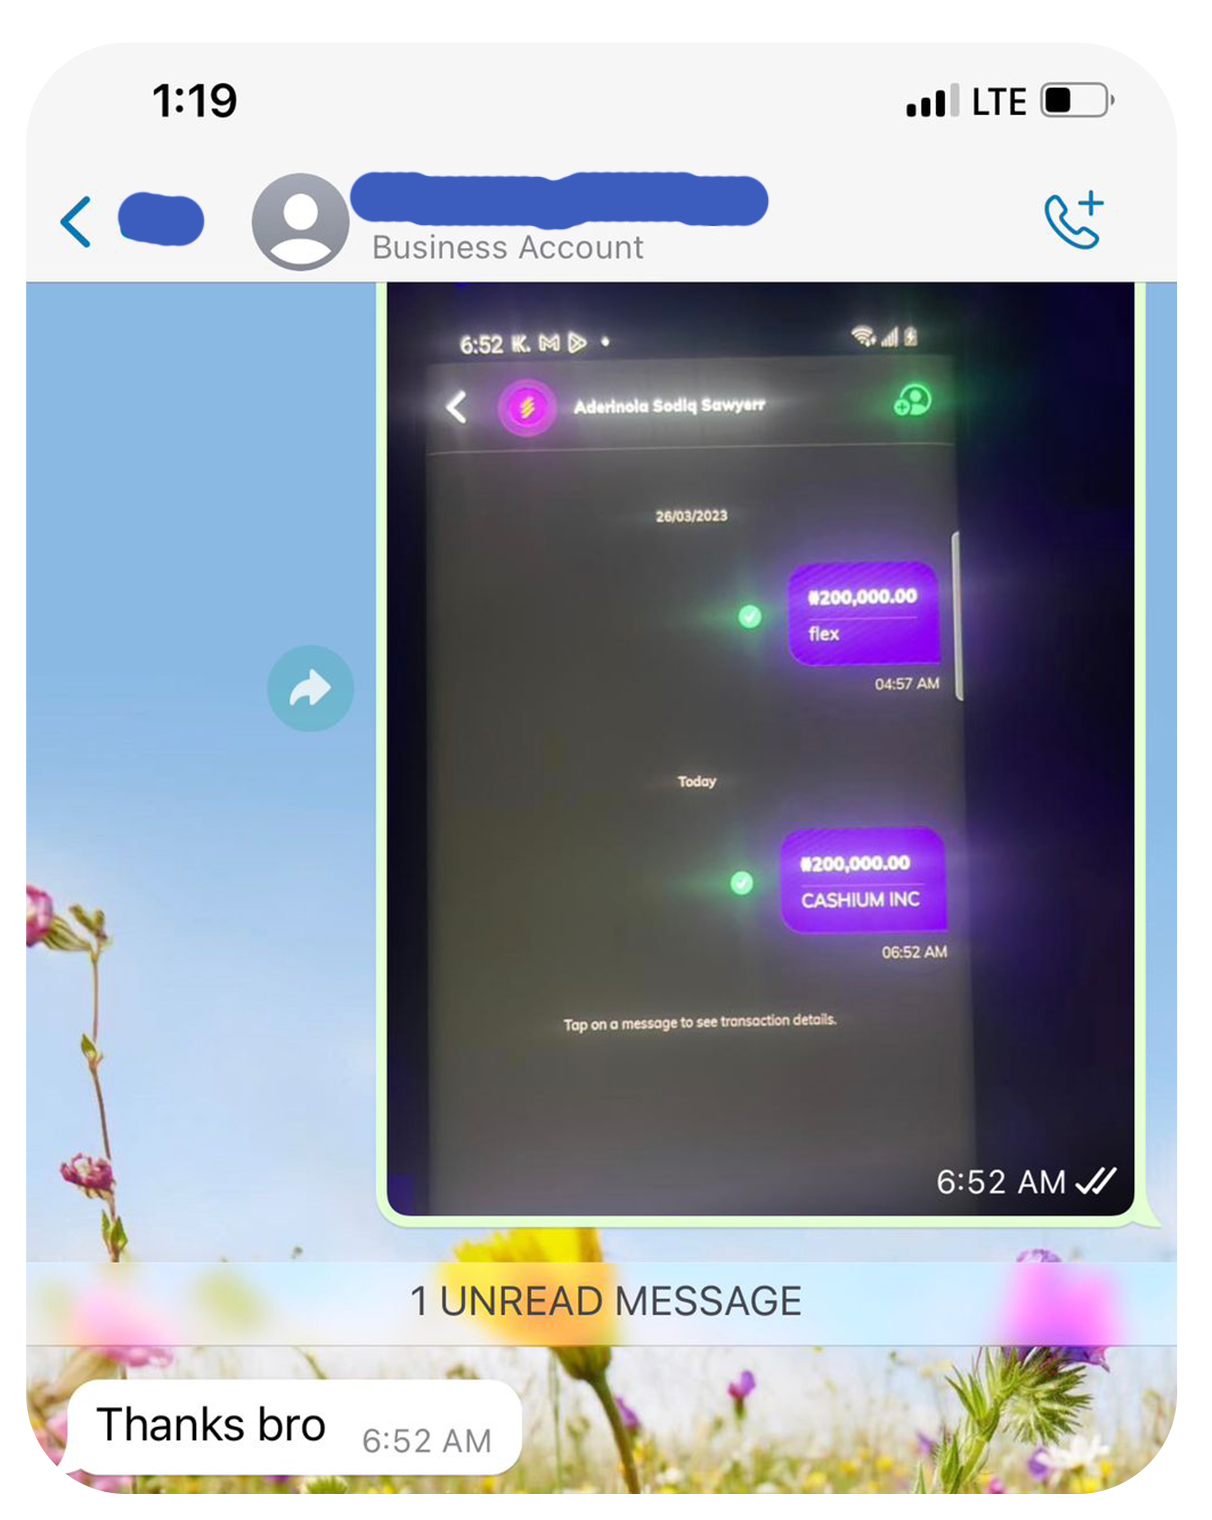 1:19 LTE
Business Account
6:52 K. M
Aderinola Sodiq Sawyerr
26/03/2023
₦200,000.00
flex
04:57 AM
Today
₦200,000.00
CASHIUM INC
06:52 AM
Tap on a message to see transaction details.
6:52 AM
1 UNREAD MESSAGE
Thanks bro 6:52 AM